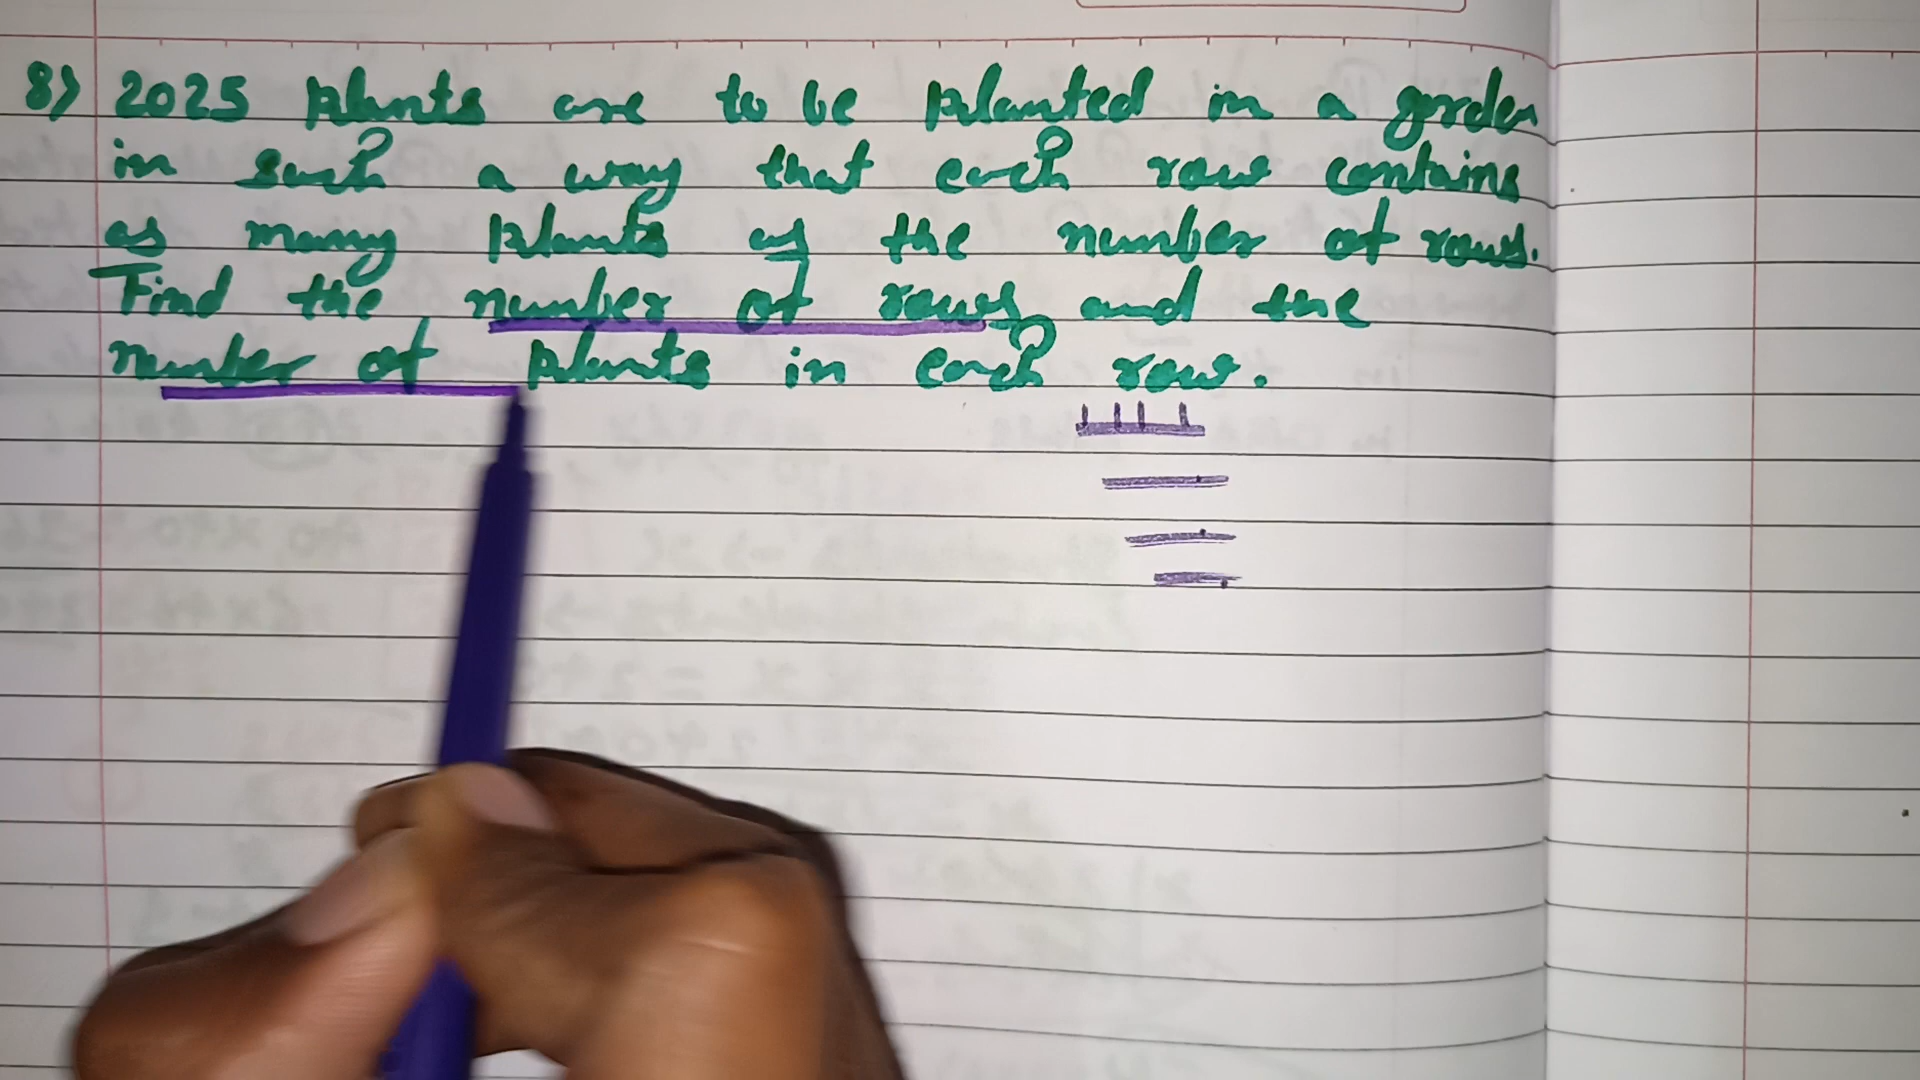 8) 2025 plants are to be planted in a garden
in such a way that each row contains
as many plants as the number of rows.
Find the number of rows and the
number of plants in each row.